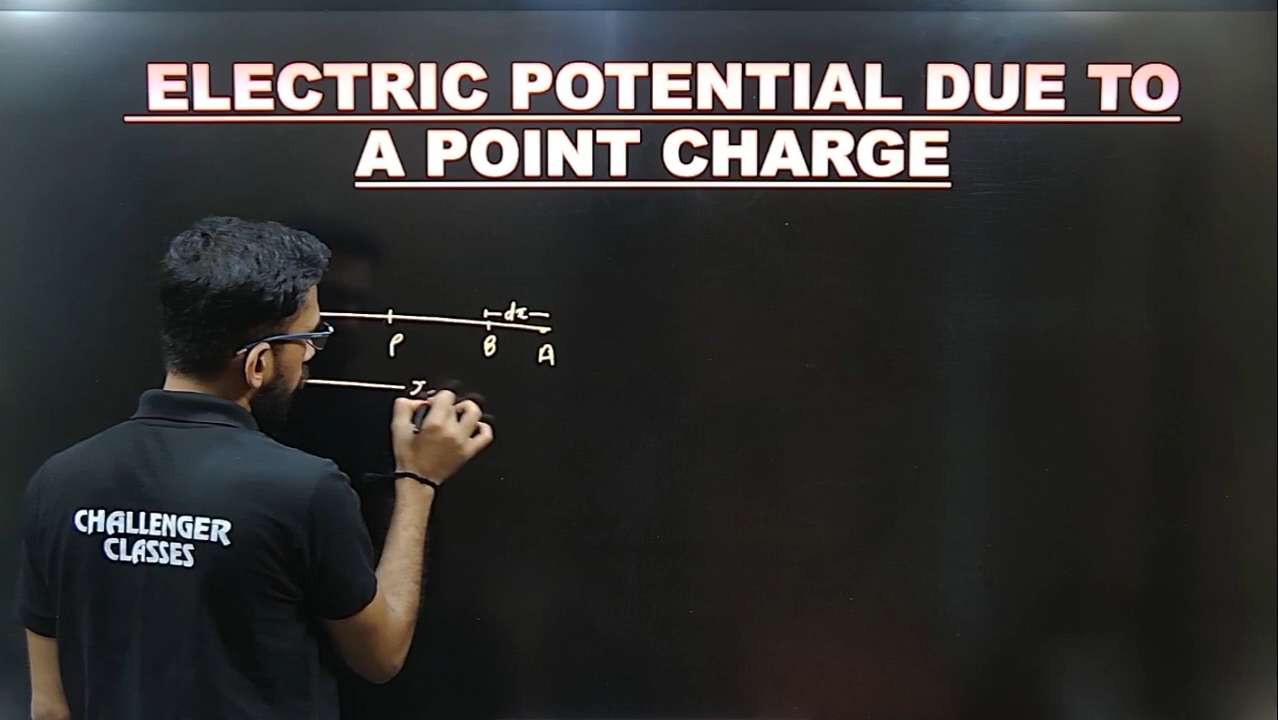 ELECTRIC POTENTIAL DUE TO
A POINT CHARGE
dx
P B A
x
CHALLENGER
CLASSES